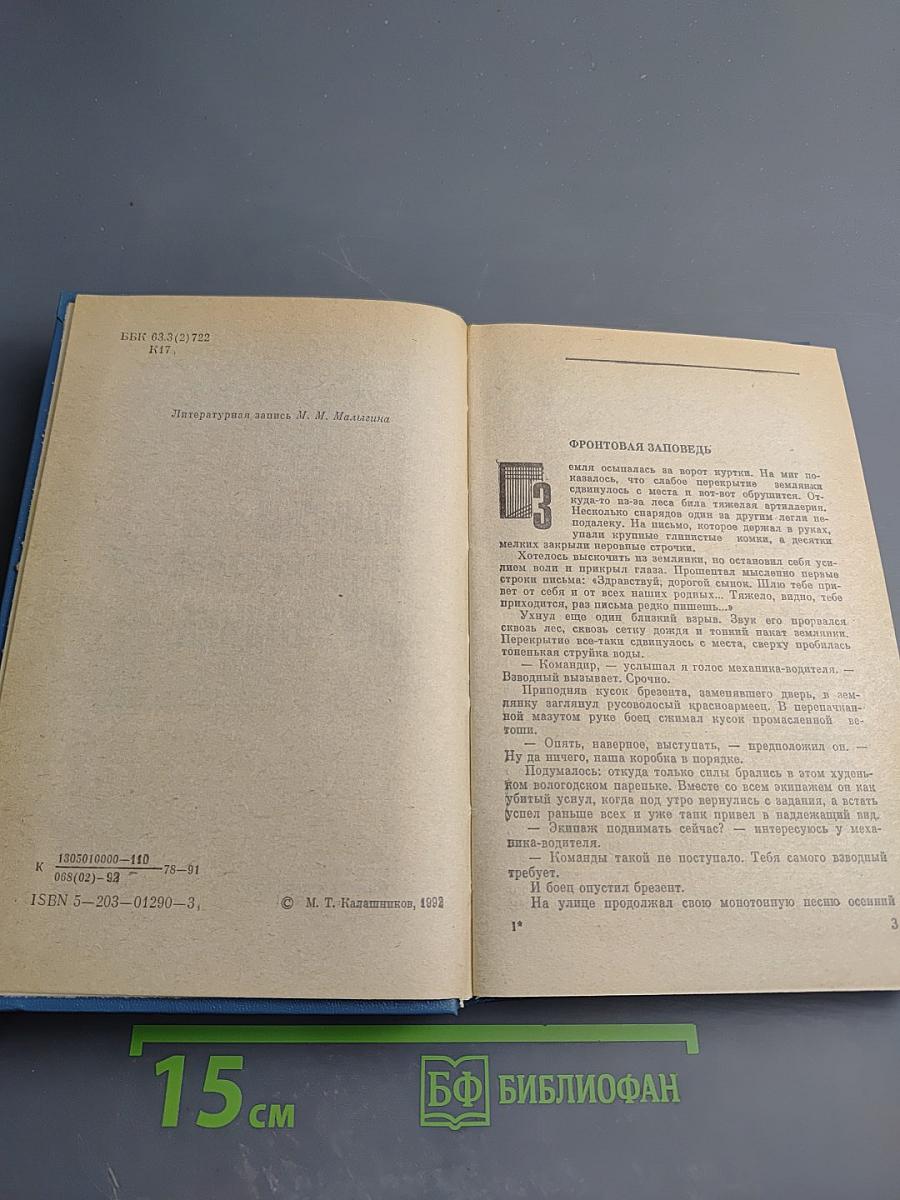 ББК 63.3(2)722
К17
Литературная запись М. М. Малыгина
К 1305010000—110
068(02)—92
—78—91
ISBN 5—203—01290—3
© М. Т. Калашников, 1992
ФРОНТОВАЯ ЗАПОВЕДЬ
Земля осыпалась за ворот куртки. На миг по-
казалось, что слабое перекрытие землянки
сдвинулось с места и вот-вот обрушится. От-
куда-то из-за леса била тяжелая артиллерия.
Несколько снарядов один за другим легли не-
подалеку. На письмо, которое держал в руках,
упали крупные глинистые комки, а десятки
мелких закрыли неровные строчки.
Хотелось выскочить из землянки, но остановил себя уси-
лием воли и прикрыл глаза. Прошептал мысленно первые
строки письма: «Здравствуй, дорогой сынок. Шлю тебе при-
вет от себя и от всех наших родных... Тяжело, видно, тебе
приходится, раз письма редко пишешь...»
Ухнул еще один близкий взрыв. Звук его прорвался
сквозь лес, сквозь сетку дождя и тонкий накат землянки.
Перекрытие все-таки сдвинулось с места, сверху пробилась
тоненькая струйка воды.
— Командир, — услышал я голос механика-водителя. —
Взводный вызывает. Срочно.
Приподняв кусок брезента, заменявшего дверь, в зем-
лянку заглянул русоволосый красноармеец. В перепачкан-
ной мазутом руке боец сжимал кусок промасленной ве-
тоши.
— Опять, наверное, выступать, — предположил он. —
Ну да ничего, наша коробка в порядке.
Подумалось: откуда только силы брались в этом худень-
ком вологодском пареньке. Вместе со всем экипажем он как
убитый уснул, когда под утро вернулись с задания, а встать
успел раньше всех и уже танк привел в надлежащий вид.
— Экипаж поднимать сейчас? — интересуюсь у меха-
ника-водителя.
— Команды такой не поступало. Тебя самого взводный
требует.
И боец опустил брезент.
На улице продолжал свою монотонную песню осенний
1*
3
15 см
БФ БИБЛИОФАН